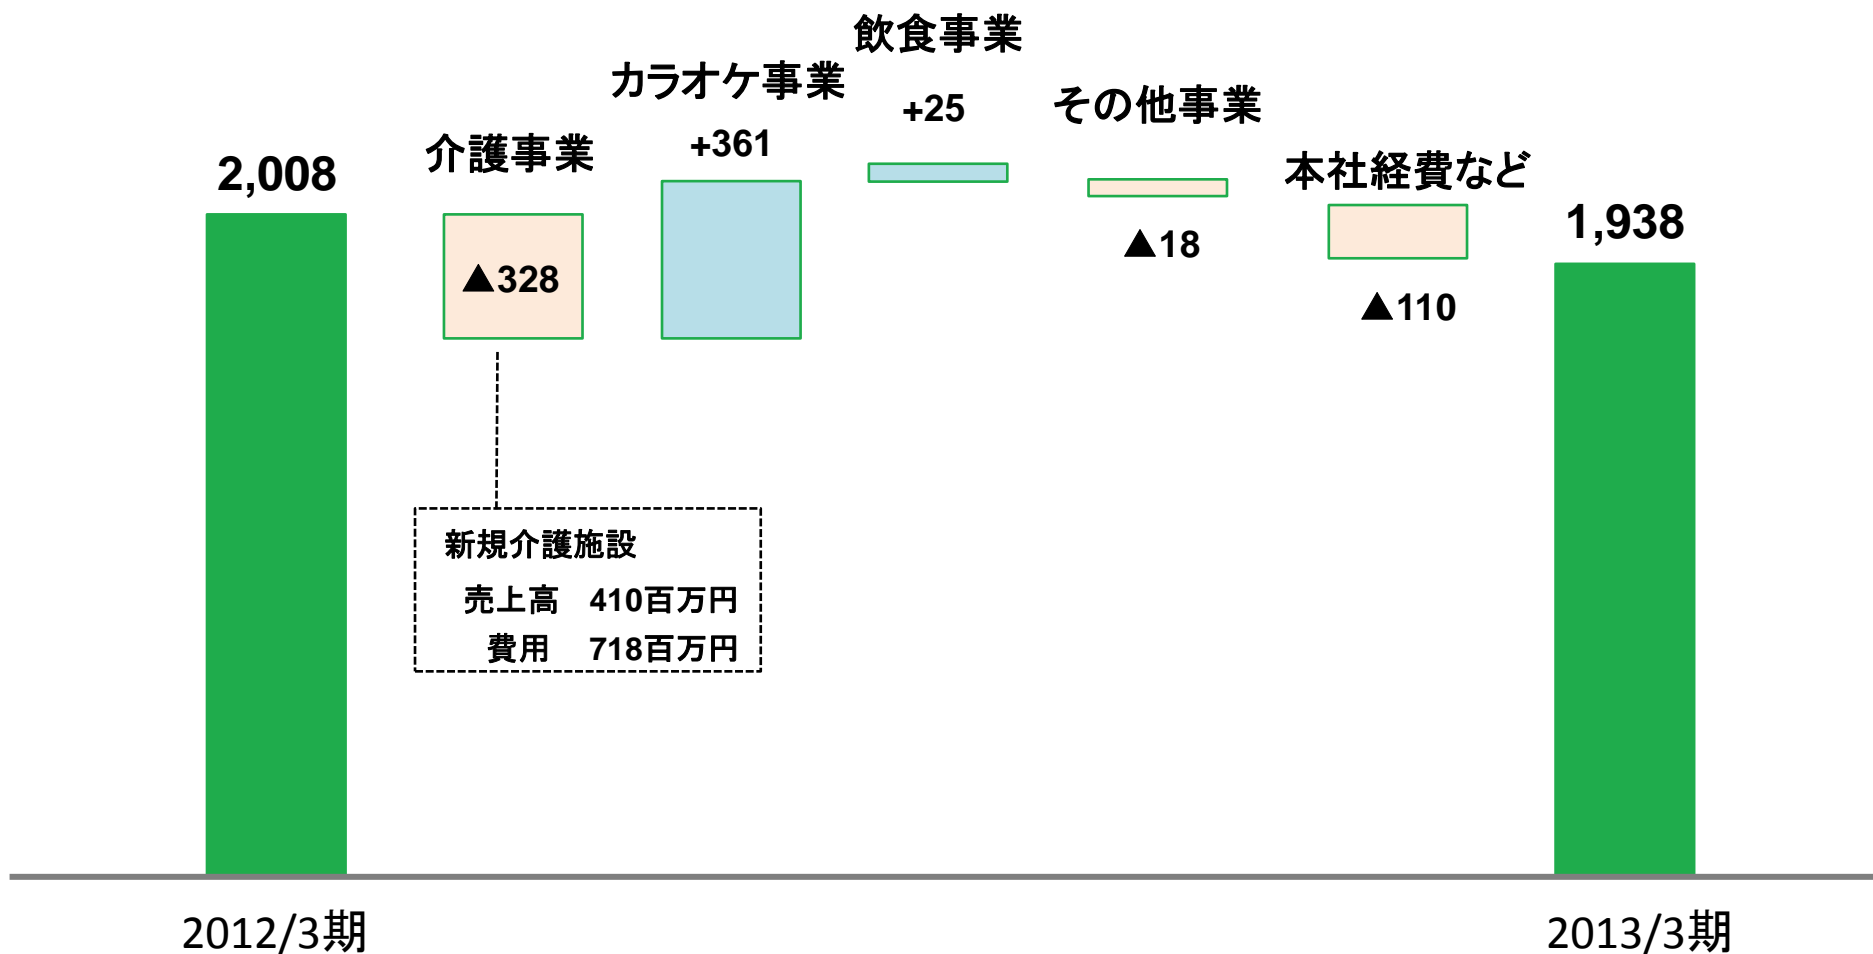 飲食事業
+25
カラオケ事業
+361
その他事業
▲18
介護事業
▲328
本社経費など
▲110
2,008
1,938
新規介護施設
売上高 410百万円
費用 718百万円
2012/3期
2013/3期